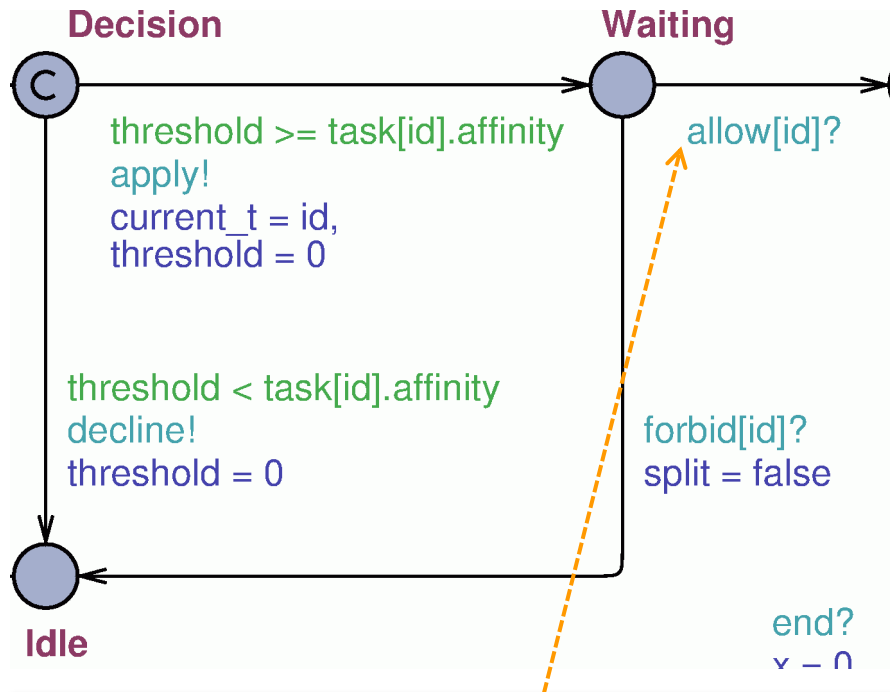 Decision
Waiting
C
threshold >= task[id].affinity
apply!
current_t = id,
threshold = 0
allow[id]?
threshold < task[id].affinity
decline!
threshold = 0
forbid[id]?
split = false
Idle
end?
x = 0